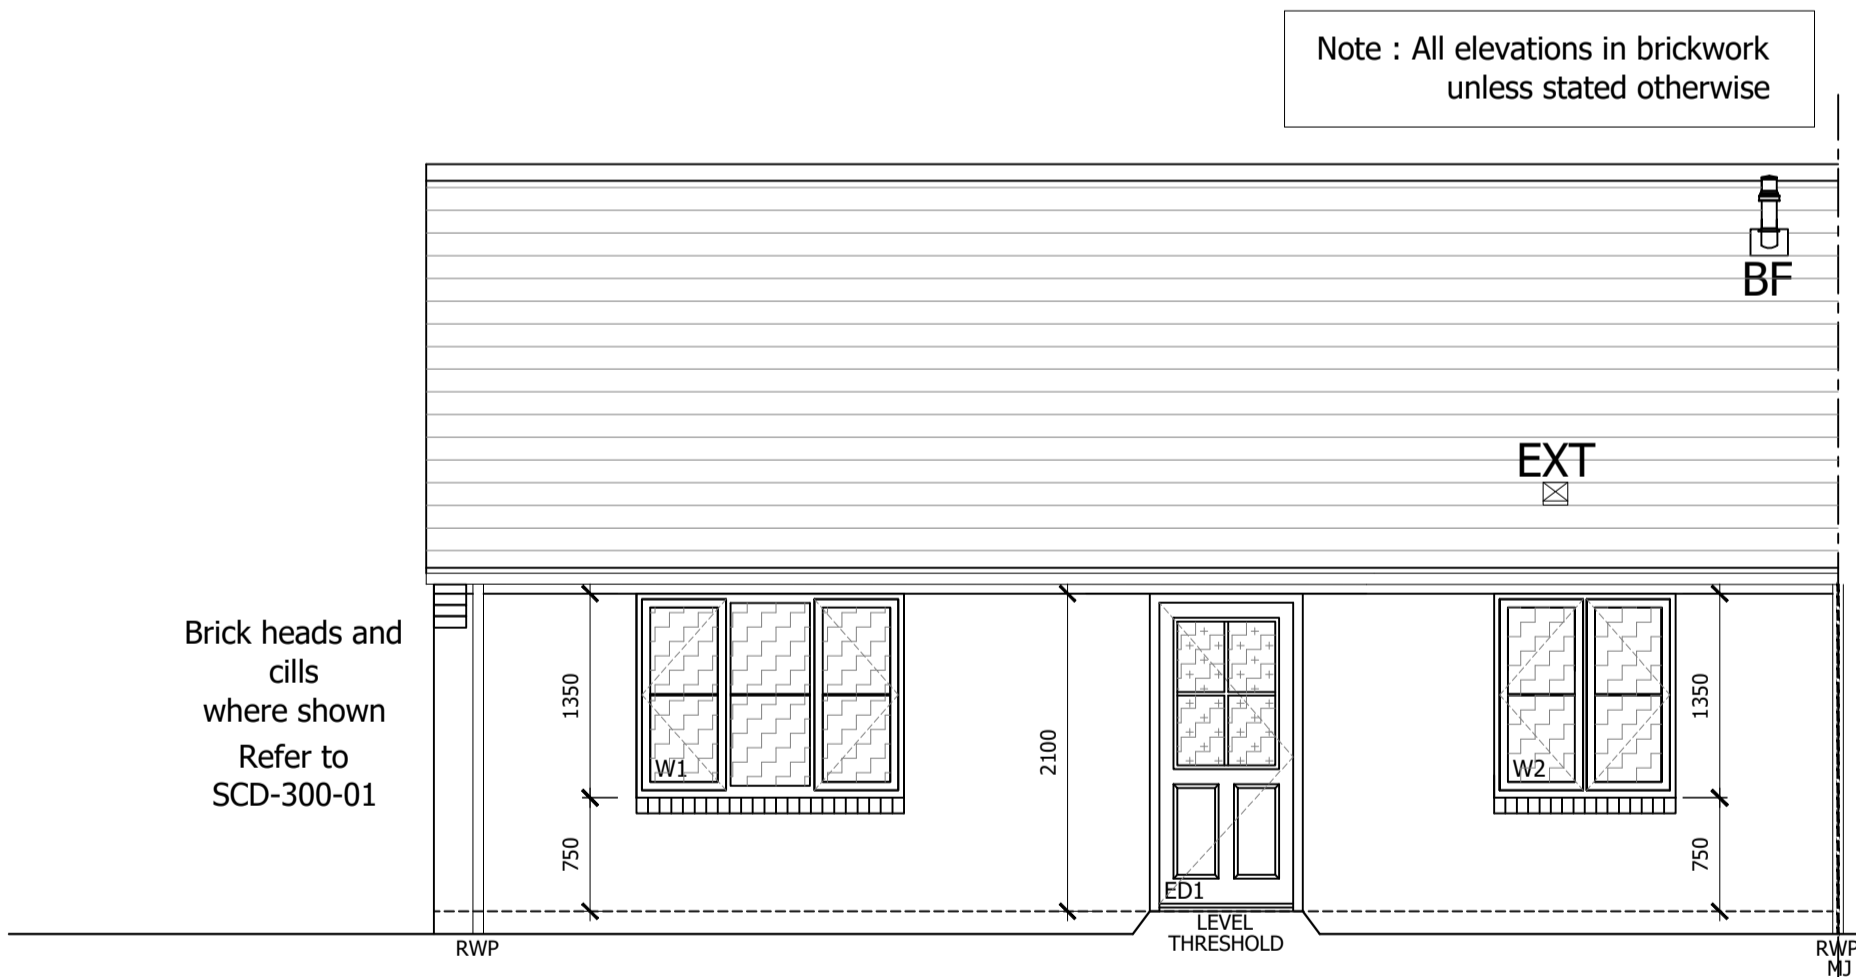 Note : All elevations in brickwork
unless stated otherwise
BF
EXT
Brick heads and
cills
where shown
Refer to
SCD-300-01
1350
750
W1
2100
ED1
W2
1350
750
LEVEL
THRESHOLD
RWP
RWP
MJ